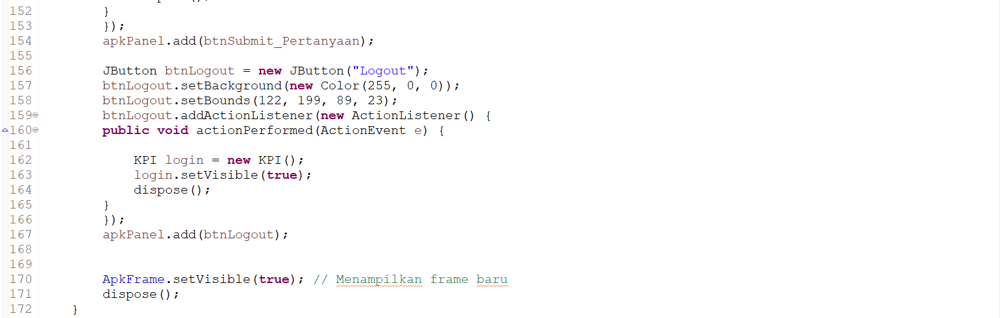 152 }
153 });
154 apkPanel.add(btnSubmit_Pertanyaan);
155
156 JButton btnLogout = new JButton("Logout");
157 btnLogout.setBackground(new Color(255, 0, 0));
158 btnLogout.setBounds(122, 199, 89, 23);
159 btnLogout.addActionListener(new ActionListener() {
160 public void actionPerformed(ActionEvent e) {
161
162 KPI login = new KPI();
163 login.setVisible(true);
164 dispose();
165 }
166 });
167 apkPanel.add(btnLogout);
168
169
170 ApkFrame.setVisible(true); // Menampilkan frame baru
171 dispose();
172 }